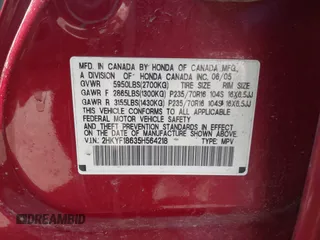 MFD. IN CANADA BY HONDA OF CANADA MFG.,
A DIVISION OF HONDA CANADA INC. 06/05
GVWR 5950LBS(2700KG) TIRE SIZE RIM SIZE
GAWR F 2865LBS(1300KG) P235/70R16 104S 16X6.5JJ
GAWR R 3155LBS(1430KG) P235/70R16 104S 16X6.5JJ
THIS VEHICLE CONFORMS TO ALL APPLICABLE
FEDERAL MOTOR VEHICLE SAFETY
AND THEFT PREVENTION STANDARDS IN EFFECT
ON THE DATE OF MANUFACTURE SHOWN ABOVE.
V.I.N.: 2HKYF18635H564218 TYPE: MPV
DREAMBID